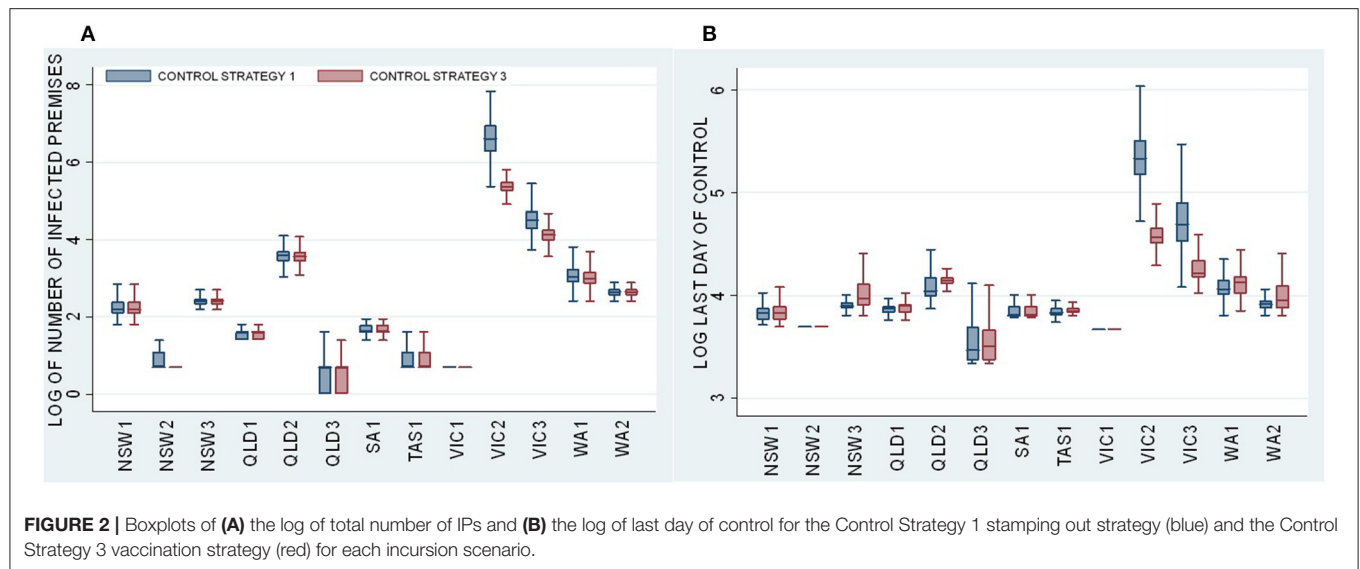 A
CONTROL STRATEGY 1
CONTROL STRATEGY 3
LOG OF NUMBER OF INFECTED PREMISES
8
6
4
2
0
NSW1
NSW2
NSW3
QLD1
QLD2
QLD3
SA1
TAS1
VIC1
VIC2
VIC3
WA1
WA2
B
LOG LAST DAY OF CONTROL
6
5
4
3
NSW1
NSW2
NSW3
QLD1
QLD2
QLD3
SA1
TAS1
VIC1
VIC2
VIC3
WA1
WA2
FIGURE 2 | Boxplots of (A) the log of total number of IPs and (B) the log of last day of control for the Control Strategy 1 stamping out strategy (blue) and the Control
Strategy 3 vaccination strategy (red) for each incursion scenario.